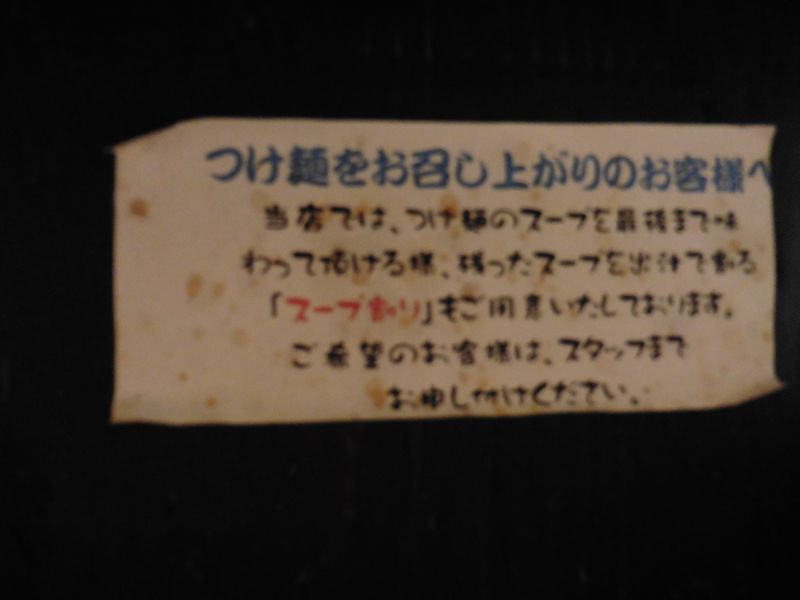 つけ麺をお召し上がりのお客様へ
当店では、つけ麺のスープを最後まで味
わって頂ける様、残ったスープを出汁で割る
「スープ割り」もご用意いたしております。
ご希望のお客様は、スタッフまで
お申し付けください。